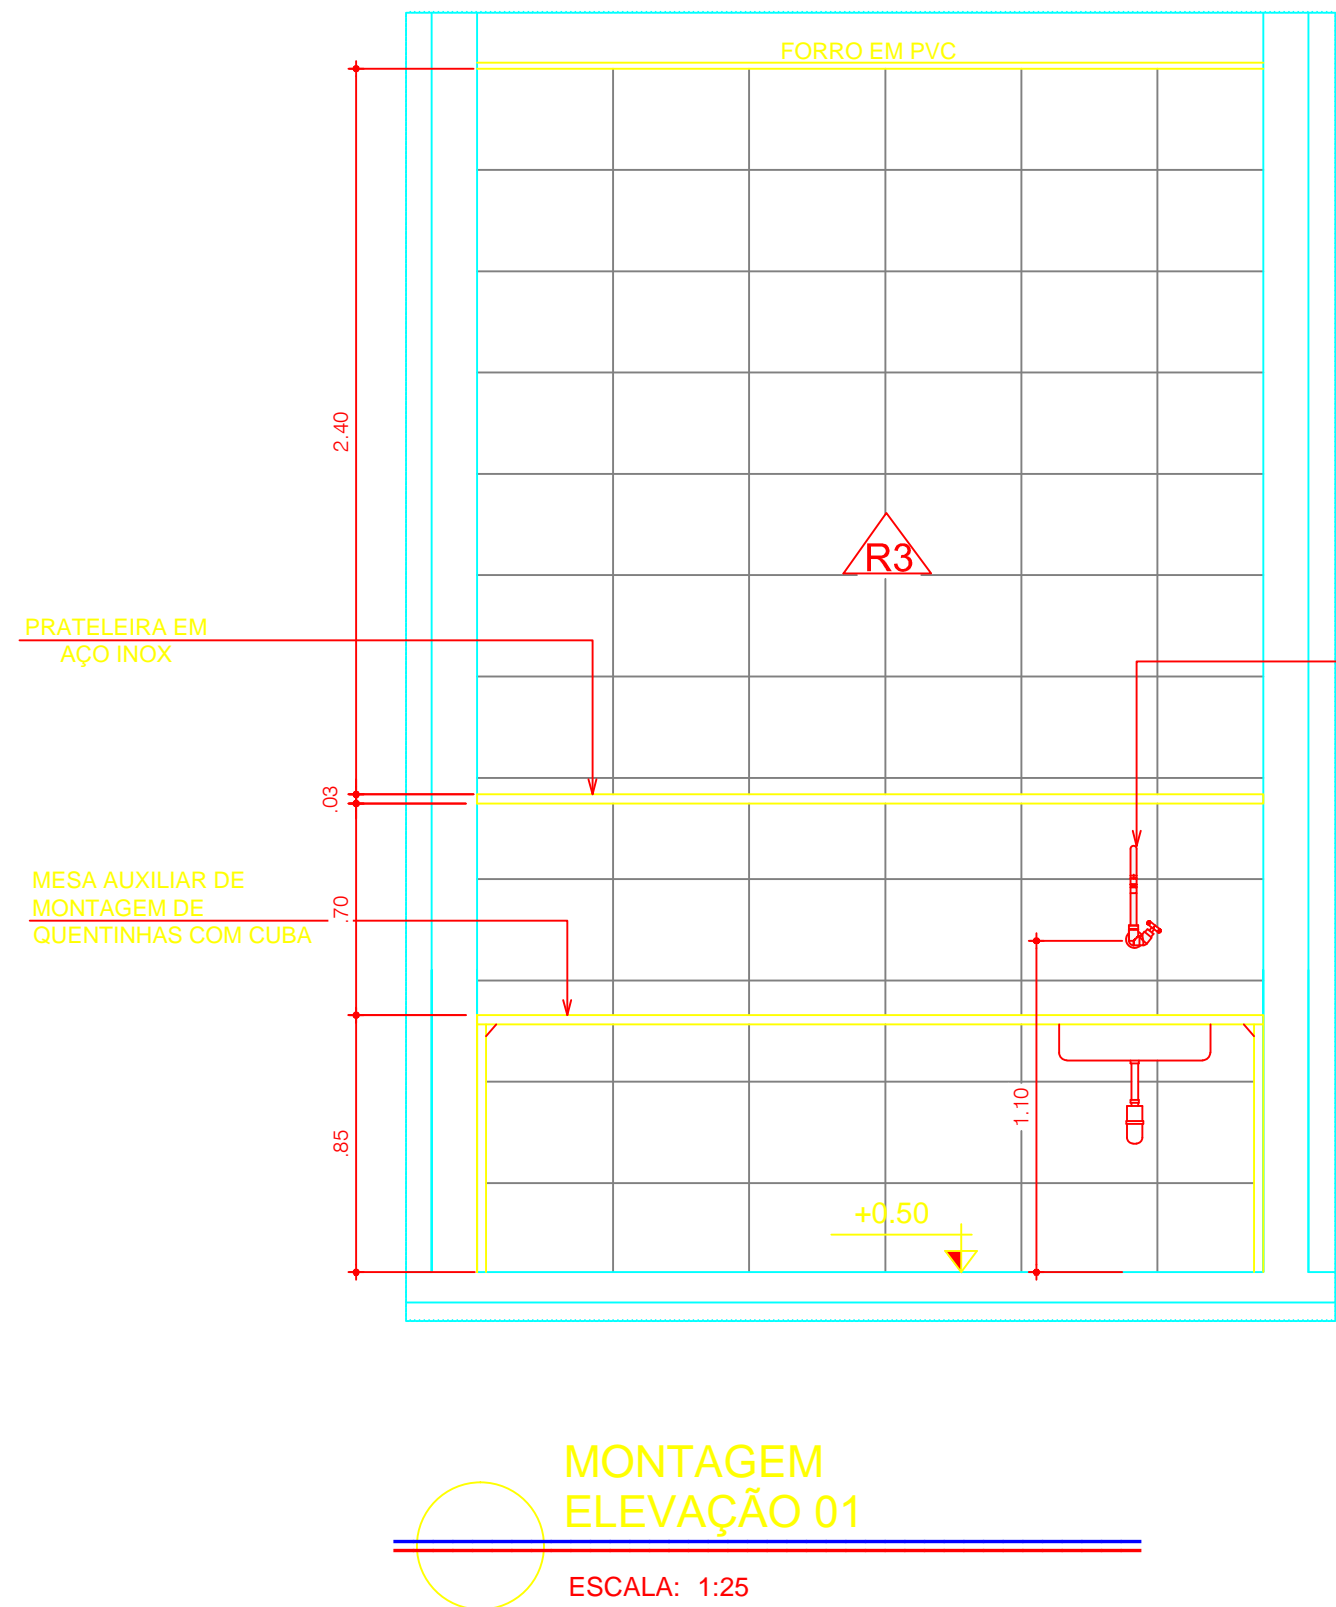 FORRO EM PVC
2.40
R3
PRATELEIRA EM
AÇO INOX
.03
MESA AUXILIAR DE
MONTAGEM DE
QUENTINHAS COM CUBA
.70
1.10
.85
+0.50
MONTAGEM
ELEVAÇÃO 01
ESCALA: 1:25